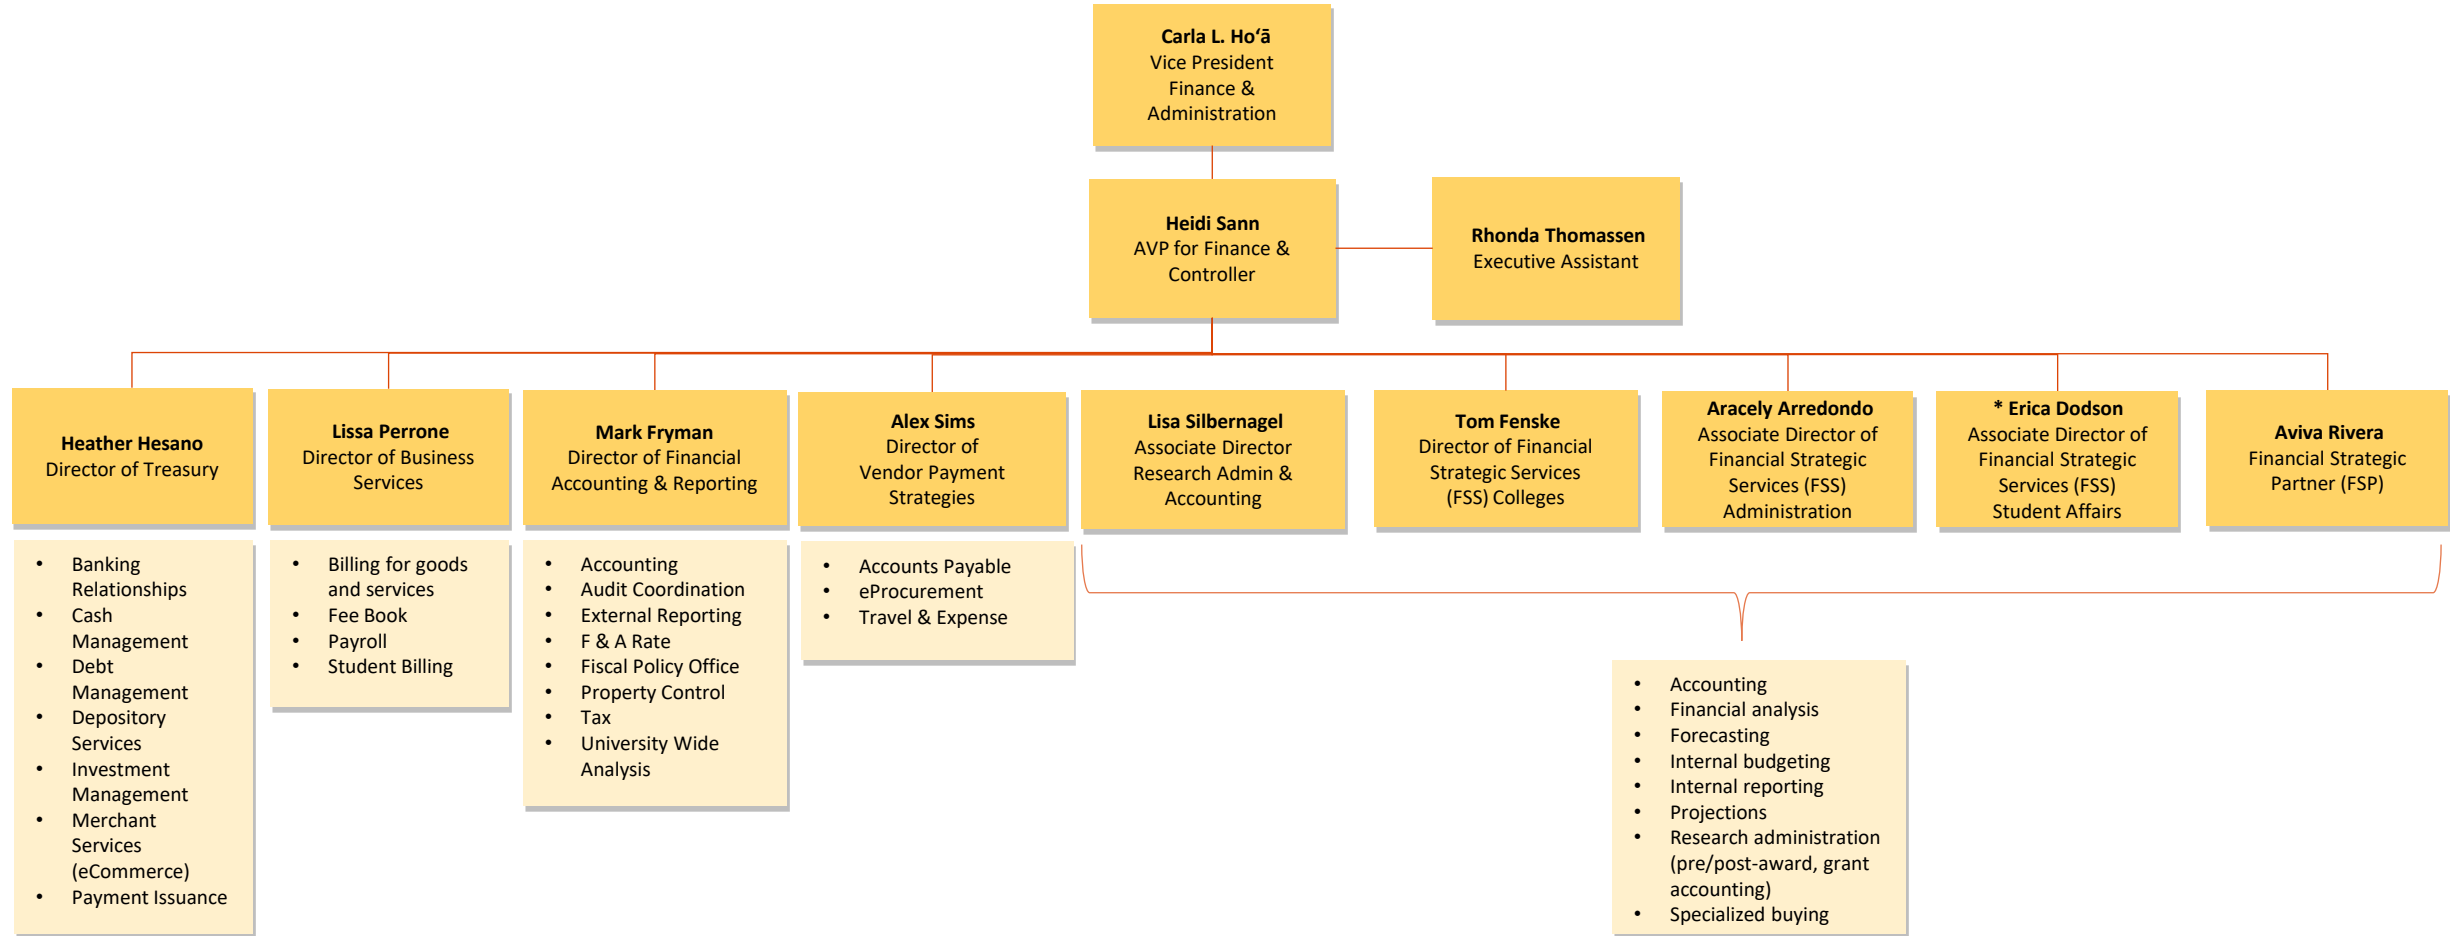 Carla L. Hoʻā
Vice President
Finance &
Administration
Heidi Sann
AVP for Finance &
Controller
Rhonda Thomassen
Executive Assistant
Heather Hesano
Director of Treasury
Lissa Perrone
Director of Business
Services
Mark Fryman
Director of Financial
Accounting & Reporting
Alex Sims
Director of
Vendor Payment
Strategies
Lisa Silbernagel
Associate Director
Research Admin &
Accounting
Tom Fenske
Director of Financial
Strategic Services
(FSS) Colleges
Aracely Arredondo
Associate Director of
Financial Strategic
Services (FSS)
Administration
* Erica Dodson
Associate Director of
Financial Strategic
Services (FSS)
Student Affairs
Aviva Rivera
Financial Strategic
Partner (FSP)
• Banking
Relationships
• Cash
Management
• Debt
Management
• Depository
Services
• Investment
Management
• Merchant
Services
(eCommerce)
• Payment Issuance
• Billing for goods
and services
• Fee Book
• Payroll
• Student Billing
• Accounting
• Audit Coordination
• External Reporting
• F & A Rate
• Fiscal Policy Office
• Property Control
• Tax
• University Wide
Analysis
• Accounts Payable
• eProcurement
• Travel & Expense
• Accounting
• Financial analysis
• Forecasting
• Internal budgeting
• Internal reporting
• Projections
• Research administration
(pre/post-award, grant
accounting)
• Specialized buying